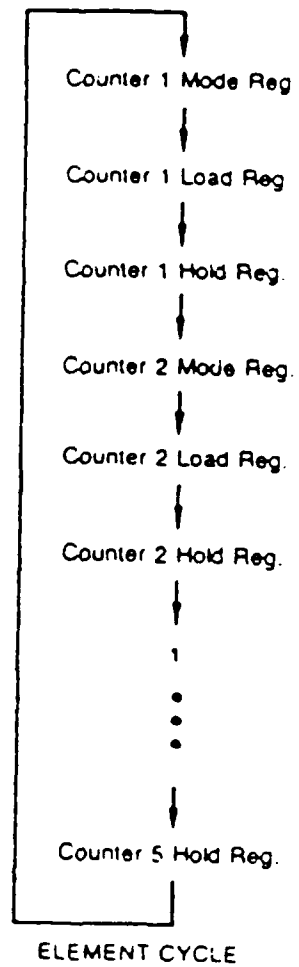 Counter 1 Mode Reg
Counter 1 Load Reg
Counter 1 Hold Reg.
Counter 2 Mode Reg.
Counter 2 Load Reg.
Counter 2 Hold Reg.
1
Counter 5 Hold Reg.
ELEMENT CYCLE